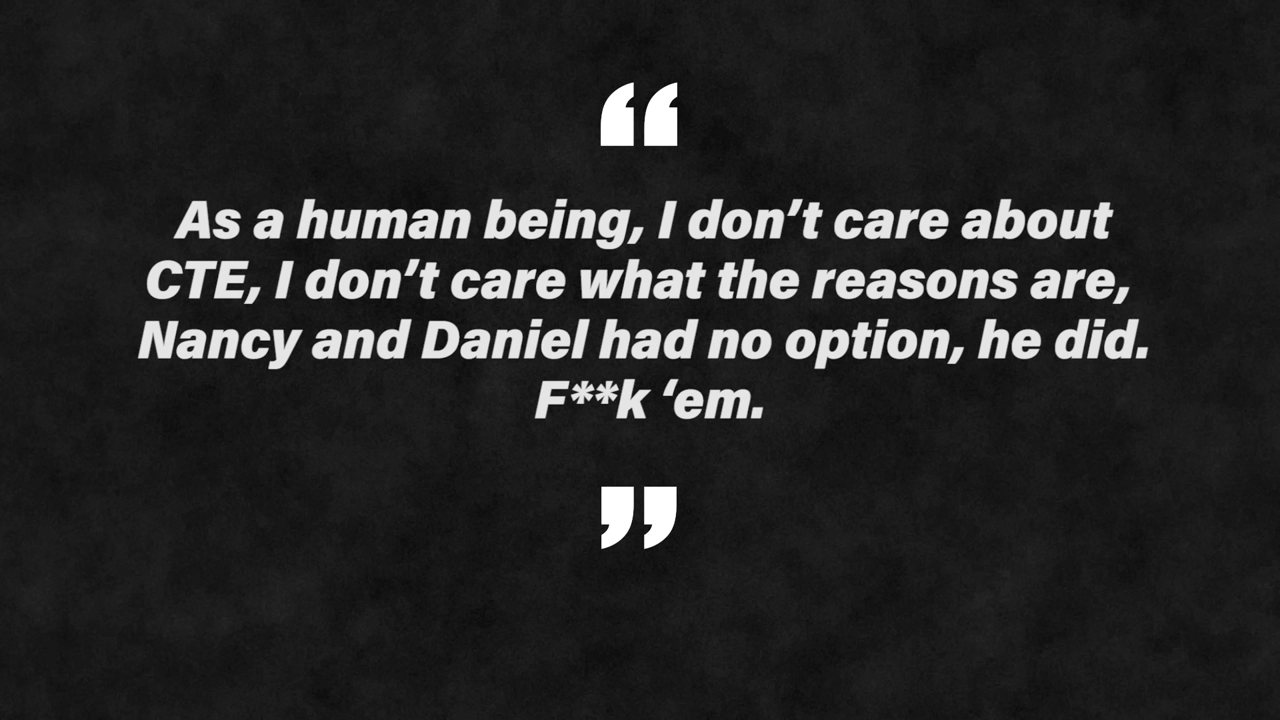 “
As a human being, I don’t care about
CTE, I don’t care what the reasons are,
Nancy and Daniel had no option, he did.
F**k ‘em.
”